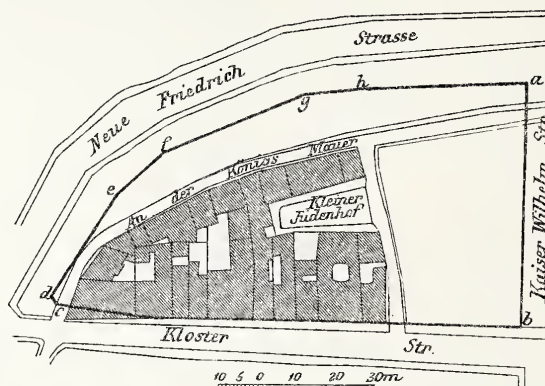 Neue Friedrich Strasse
a
h
g
f
e
An der Königs Mauer
Kleiner
Judenhof
Kaiser Wilhelm Str.
d
c
b
Kloster Str.
10 5 0 10 20 30m